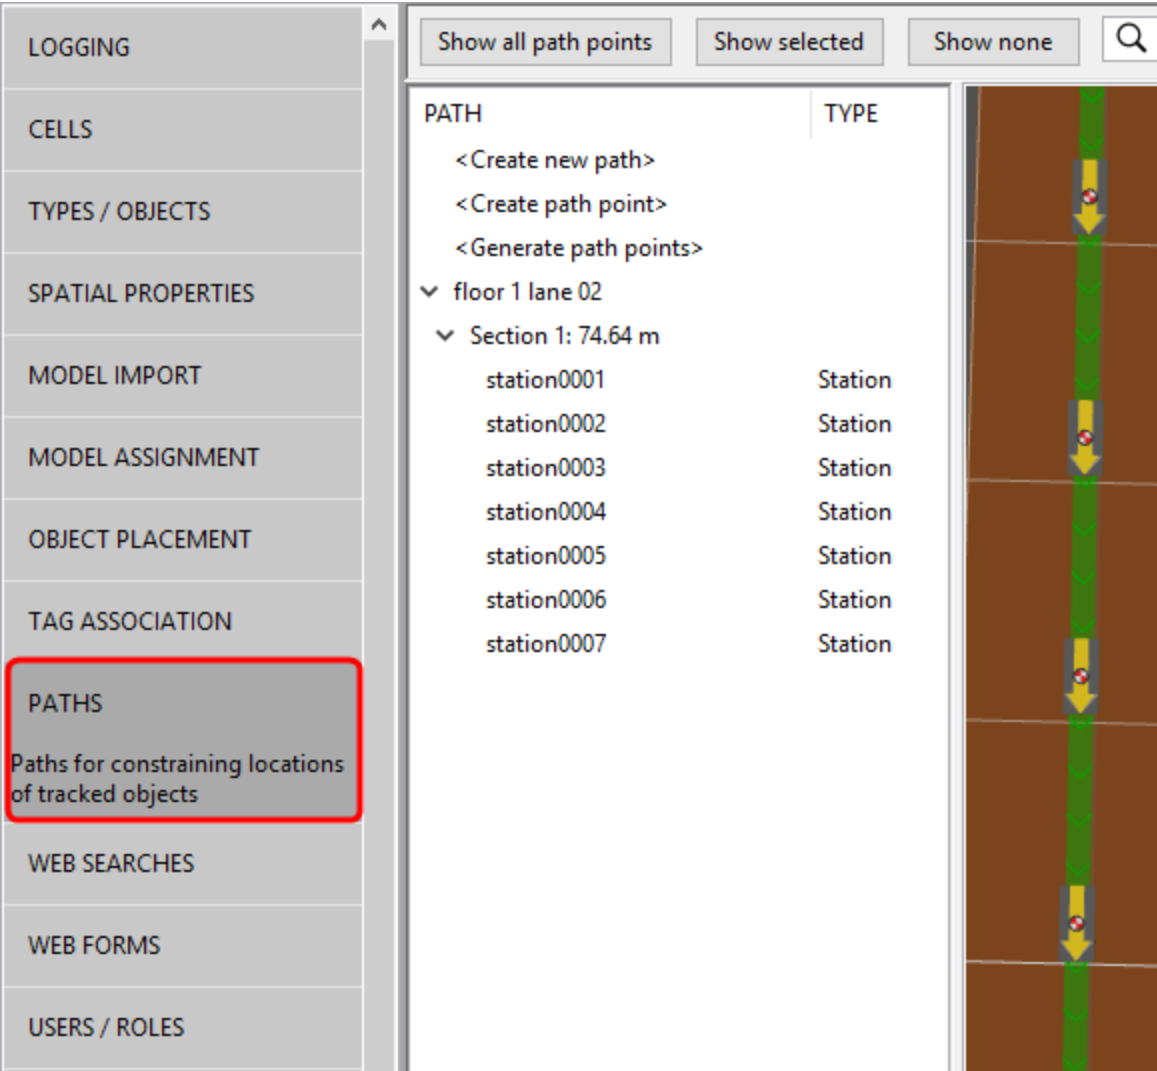 LOGGING
CELLS
TYPES / OBJECTS
SPATIAL PROPERTIES
MODEL IMPORT
MODEL ASSIGNMENT
OBJECT PLACEMENT
TAG ASSOCIATION
PATHS
Paths for constraining locations
of tracked objects
WEB SEARCHES
WEB FORMS
USERS / ROLES
Show all path points Show selected Show none
PATH TYPE
<Create new path>
<Create path point>
<Generate path points>
floor 1 lane 02
Section 1: 74.64 m
station0001 Station
station0002 Station
station0003 Station
station0004 Station
station0005 Station
station0006 Station
station0007 Station